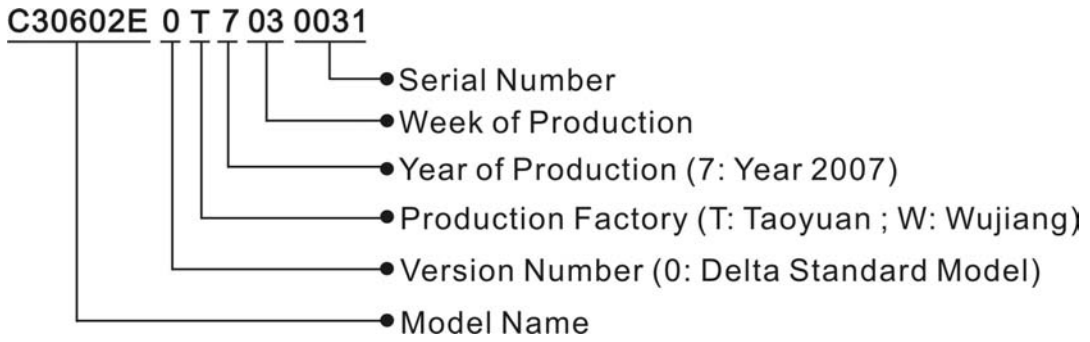 C30602E 0 T 7 03 0031
Serial Number
Week of Production
Year of Production (7: Year 2007)
Production Factory (T: Taoyuan ; W: Wujiang)
Version Number (0: Delta Standard Model)
Model Name